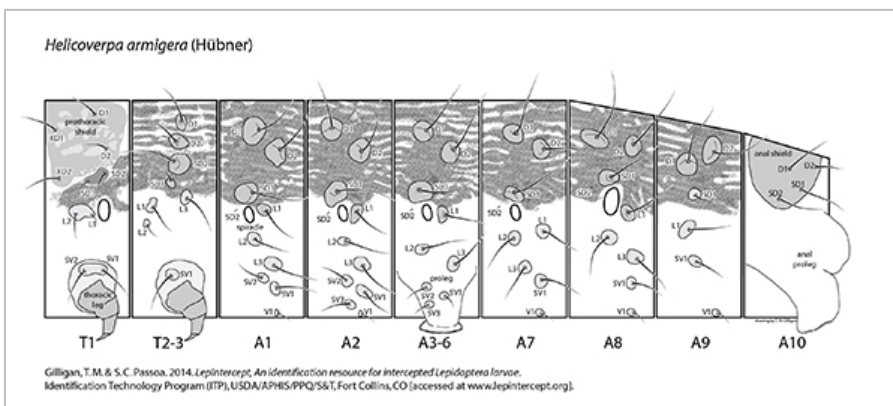 Helicoverpa armigera (Hübner)
D1
prothoracic
shield
XD1
D2
XD2
SD2
SD1
L2
L1
SV2
SV1
thoracic
leg
D1
D2
SD2
SD1
L1
L3
L2
SV1
D1
D2
SD1
SD2
L1
spiracle
L2
L3
SV2
SV1
V1
D1
D2
SD1
SD2
L1
L2
L3
SV2
SV1
SV3
V1
D1
D2
SD1
SD2
L1
L2
L3
proleg
SV2
SV1
SV3
D1
D2
SD1
SD2
L1
L2
L3
SV1
V1
D1
D2
SD1
SD2
L1
L2
L3
SV1
V1
D1
D2
SD1
L1
SV1
V1
anal shield
D1
D2
SD1
SD2
anal
proleg
T1 T2-3 A1 A2 A3-6 A7 A8 A9 A10
Gilligan, T.M. & S.C. Passoa. 2014. LepIntercept, An identification resource for intercepted Lepidoptera larvae.
Identification Technology Program (ITP), USDA/APHIS/PPQ/S&T, Fort Collins, CO [accessed at www.lepintercept.org].